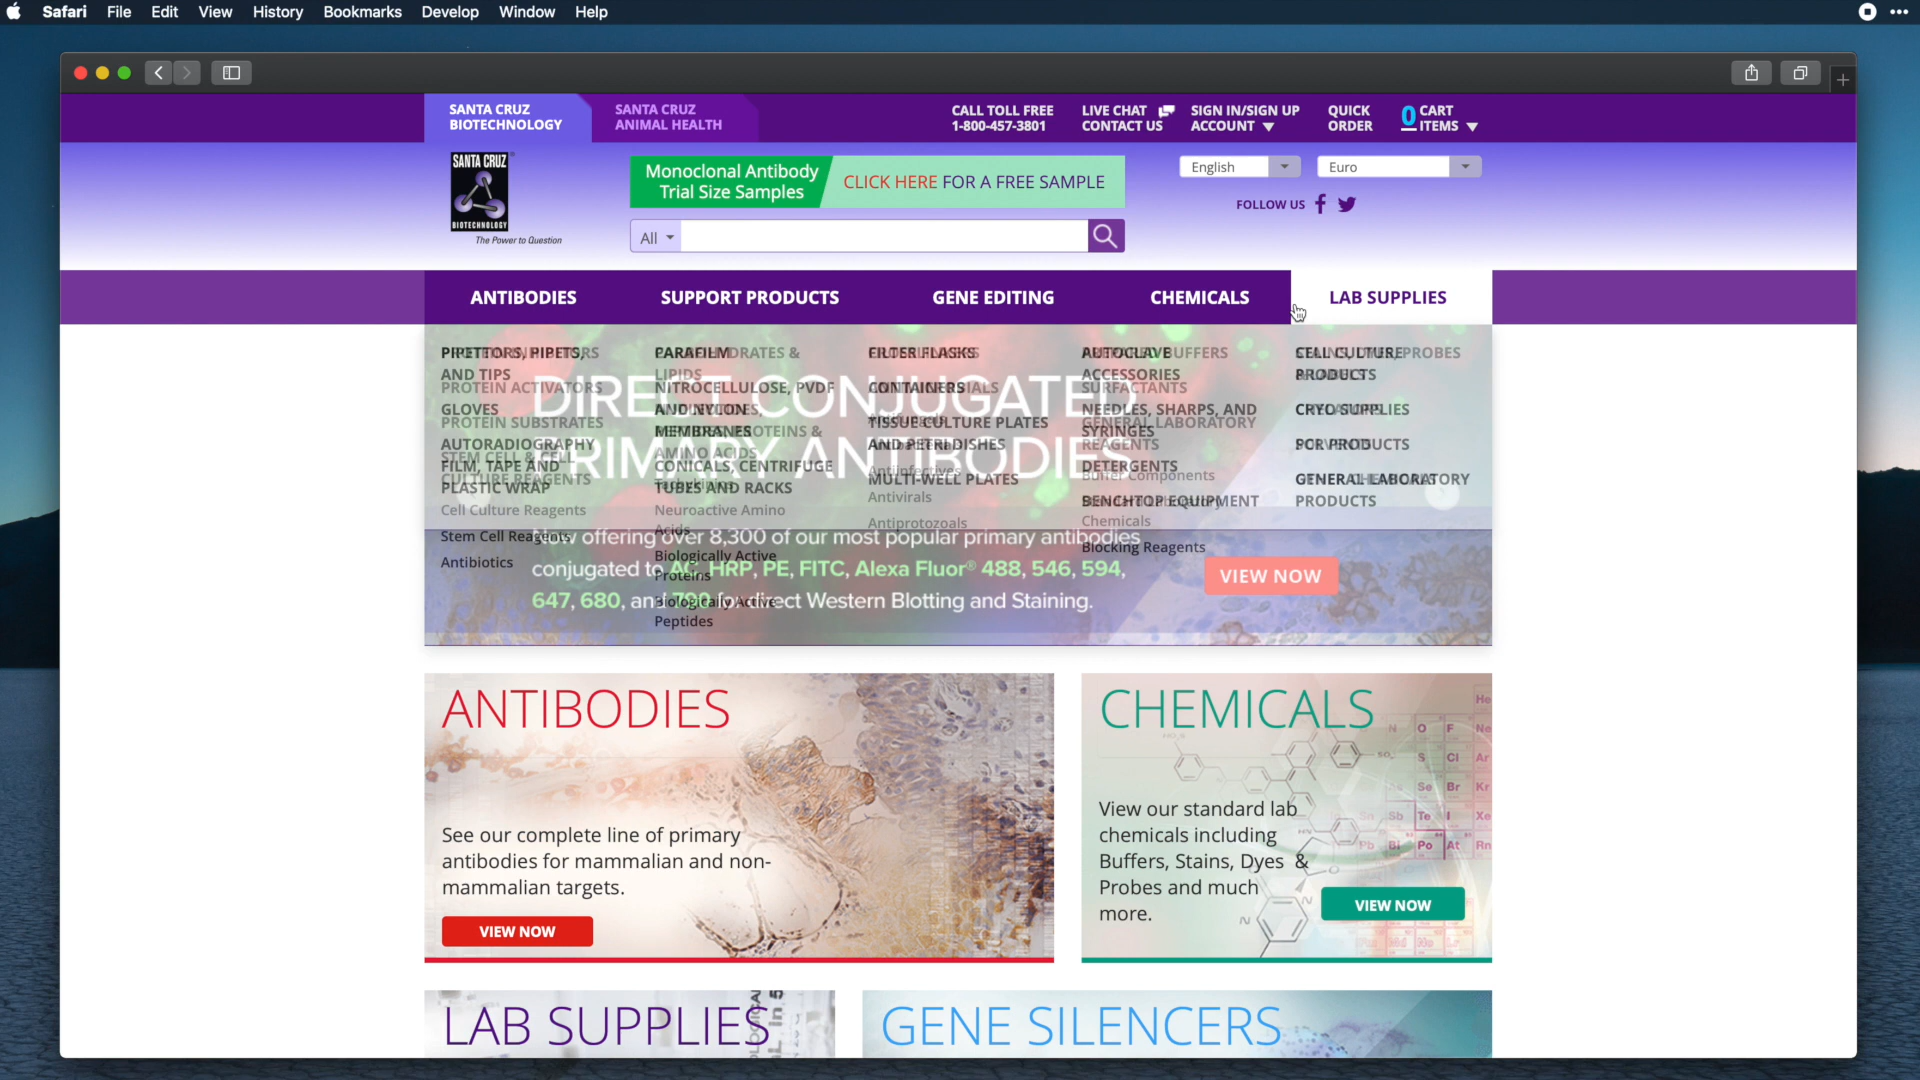 Safari File Edit View History Bookmarks Develop Window Help
SANTA CRUZ
BIOTECHNOLOGY
SANTA CRUZ
ANIMAL HEALTH
CALL TOLL FREE
1-800-457-3801
LIVE CHAT
CONTACT US
SIGN IN/SIGN UP
ACCOUNT
QUICK
ORDER
0 CART
ITEMS
SANTA CRUZ
BIOTECHNOLOGY
The Power to Question
Monoclonal Antibody
Trial Size Samples
CLICK HERE FOR A FREE SAMPLE
English
Euro
FOLLOW US
All
ANTIBODIES
SUPPORT PRODUCTS
GENE EDITING
CHEMICALS
LAB SUPPLIES
PIPETTORS, PIPETS,
AND TIPS
PROTEIN ACTIVATORS
GLOVES
PROTEIN SUBSTRATES
AUTORADIOGRAPHY
FILM, TAPE AND
PLASTIC WRAP
STEM CELL & CELL
CULTURE REAGENTS
Cell Culture Reagents
Stem Cell Reagents
Antibiotics
PARAFILM
LIPIDS
NITROCELLULOSE, PVDF
AND NYLON
MEMBRANES
AMINO ACIDS
CONICALS, CENTRIFUGE
TUBES AND RACKS
Neuroactive Amino
Acids
Biologically Active
Proteins
Biologically Active
Peptides
FILTER FLASKS
CONTAINERS
TISSUE CULTURE PLATES
AND PETRI DISHES
Antiinfectives
MULTI-WELL PLATES
Antivirals
Antiprotozoals
AUTOCLAVE
ACCESSORIES
SURFACTANTS
NEEDLES, SHARPS, AND
SYRINGES
GENERAL LABORATORY
REAGENTS
DETERGENTS
Buffer Components
BENCHTOP EQUIPMENT
Chemicals
Blocking Reagents
CELL CULTURE
PRODUCTS
CRYO SUPPLIES
PCR PRODUCTS
GENERAL LABORATORY
PRODUCTS
DIRECT CONJUGATED
PRIMARY ANTIBODIES
Now offering over 8,300 of our most popular primary antibodies
conjugated to AC, HRP, PE, FITC, Alexa Fluor® 488, 546, 594,
647, 680, and 790 for direct Western Blotting and Staining.
VIEW NOW
ANTIBODIES
See our complete line of primary
antibodies for mammalian and non-
mammalian targets.
VIEW NOW
CHEMICALS
View our standard lab
chemicals including
Buffers, Stains, Dyes &
Probes and much
more.
VIEW NOW
LAB SUPPLIES
GENE SILENCERS